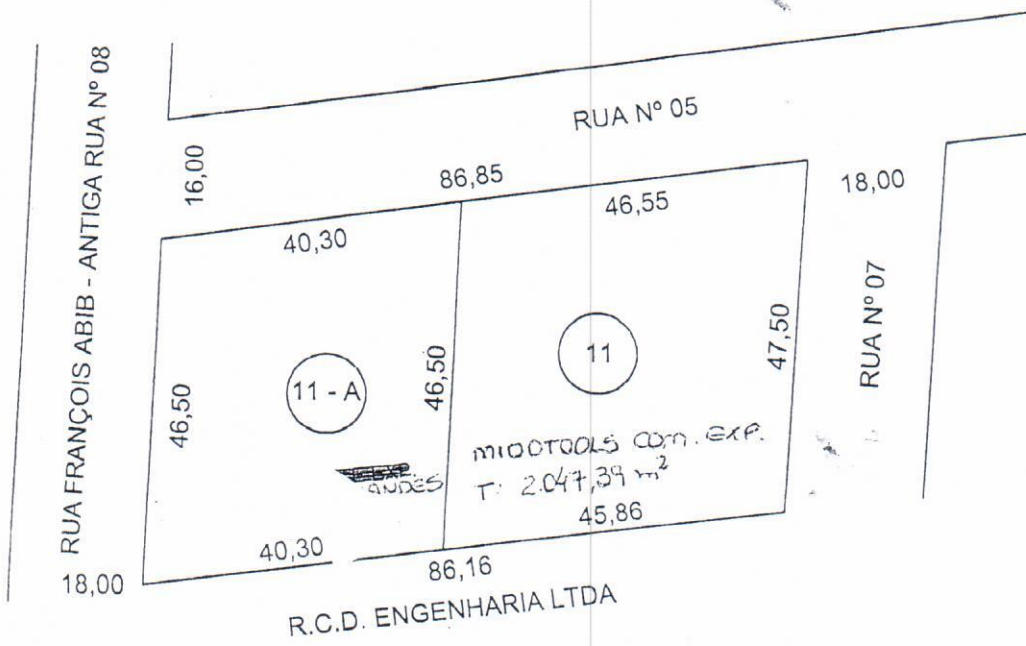 RUA FRANÇOIS ABIB - ANTIGA RUA Nº 08
16,00
RUA Nº 05
86,85
18,00
40,30
46,55
46,50
11 - A
46,50
11
47,50
RUA Nº 07
ANDES
MIDOTOOLS COM. EXP.
T: 2.047,39 m²
45,86
40,30
86,16
18,00
R.C.D. ENGENHARIA LTDA